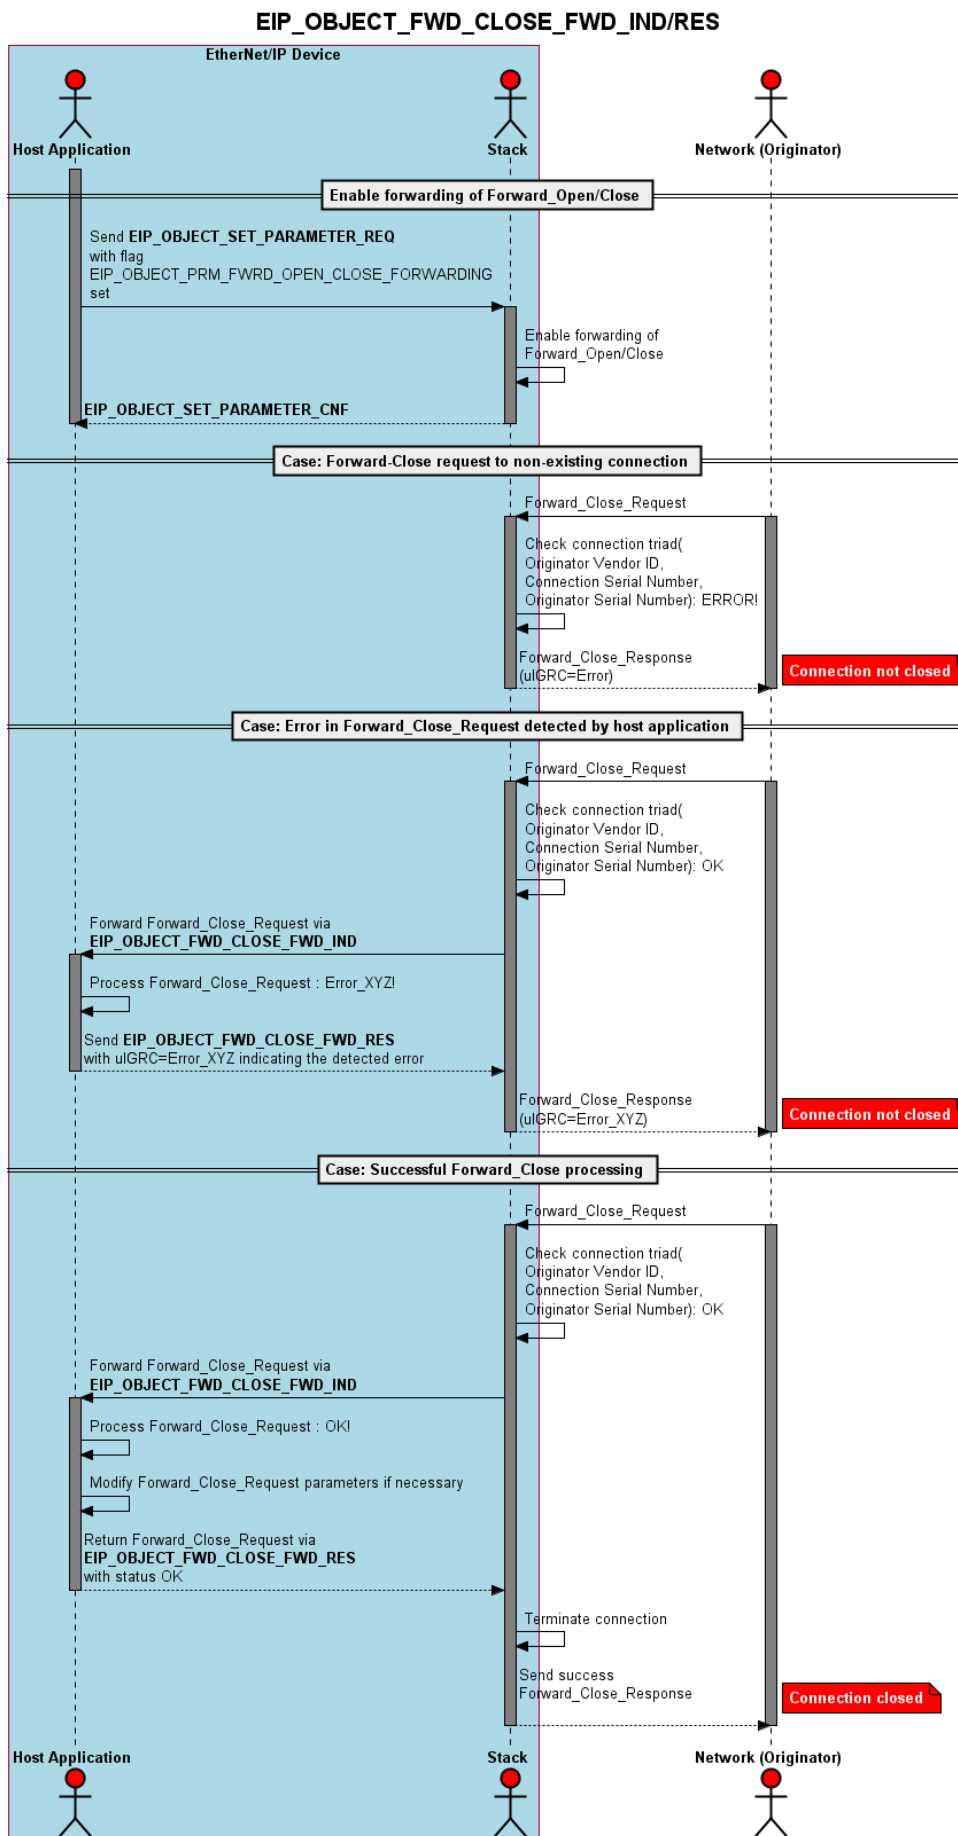 EIP_OBJECT_FWD_CLOSE_FWD_IND/RES
EtherNet/IP Device
Host Application
Stack
Network (Originator)
Enable forwarding of Forward_Open/Close
Send EIP_OBJECT_SET_PARAMETER_REQ
with flag
EIP_OBJECT_PRM_FWRD_OPEN_CLOSE_FORWARDING
set
Enable forwarding of
Forward_Open/Close
EIP_OBJECT_SET_PARAMETER_CNF
Case: Forward-Close request to non-existing connection
Forward_Close_Request
Check connection triad(
Originator Vendor ID,
Connection Serial Number,
Originator Serial Number): ERROR!
Forward_Close_Response
(ulGRC=Error)
Connection not closed
Case: Error in Forward_Close_Request detected by host application
Forward_Close_Request
Check connection triad(
Originator Vendor ID,
Connection Serial Number,
Originator Serial Number): OK
Forward Forward_Close_Request via
EIP_OBJECT_FWD_CLOSE_FWD_IND
Process Forward_Close_Request : Error_XYZ!
Send EIP_OBJECT_FWD_CLOSE_FWD_RES
with ulGRC=Error_XYZ indicating the detected error
Forward_Close_Response
(ulGRC=Error_XYZ)
Connection not closed
Case: Successful Forward_Close processing
Forward_Close_Request
Check connection triad(
Originator Vendor ID,
Connection Serial Number,
Originator Serial Number): OK
Forward Forward_Close_Request via
EIP_OBJECT_FWD_CLOSE_FWD_IND
Process Forward_Close_Request : OK!
Modify Forward_Close_Request parameters if necessary
Return Forward_Close_Request via
EIP_OBJECT_FWD_CLOSE_FWD_RES
with status OK
Terminate connection
Send success
Forward_Close_Response
Connection closed
Host Application
Stack
Network (Originator)